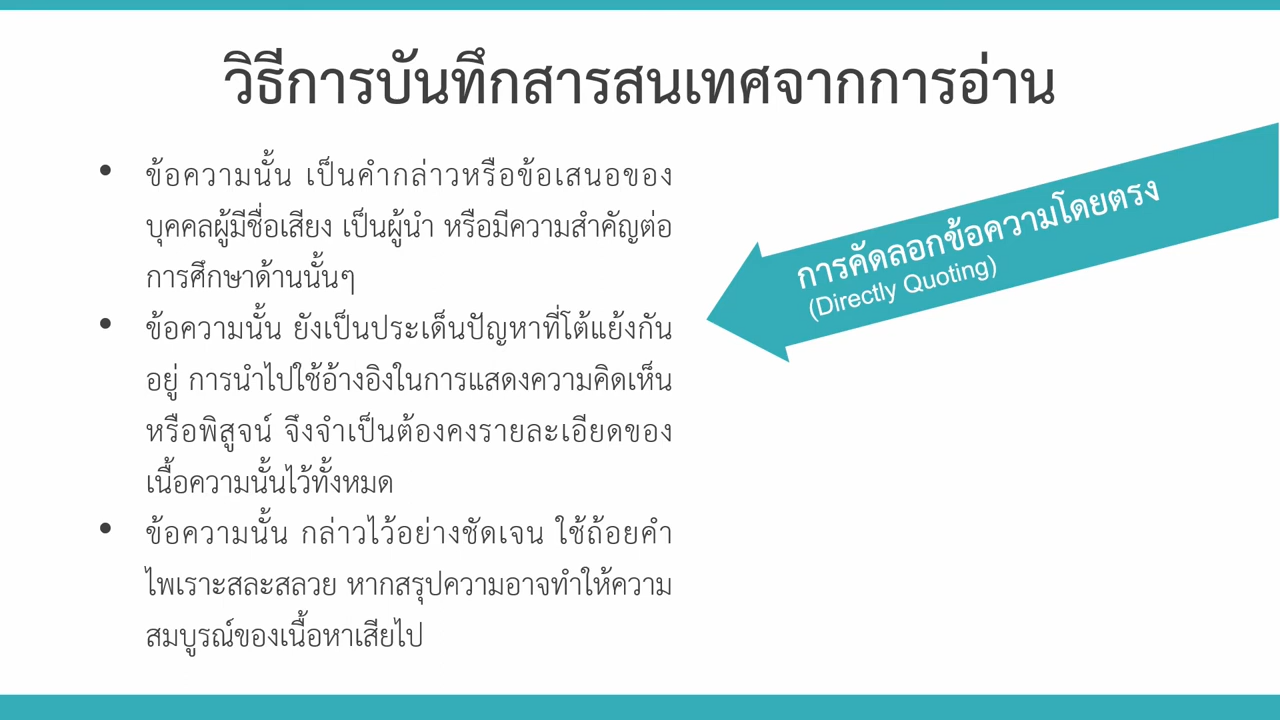 วิธีการบันทึกสารสนเทศจากการอ่าน
• ข้อความนั้น เป็นคำกล่าวหรือข้อเสนอของ
บุคคลผู้มีชื่อเสียง เป็นผู้นำ หรือมีความสำคัญต่อ
การศึกษาด้านนั้นๆ
• ข้อความนั้น ยังเป็นประเด็นปัญหาที่โต้แย้งกัน
อยู่ การนำไปใช้อ้างอิงในการแสดงความคิดเห็น
หรือพิสูจน์ จึงจำเป็นต้องคงรายละเอียดของ
เนื้อความนั้นไว้ทั้งหมด
• ข้อความนั้น กล่าวไว้อย่างชัดเจน ใช้ถ้อยคำ
ไพเราะสละสลวย หากสรุปความอาจทำให้ความ
สมบูรณ์ของเนื้อหาเสียไป
การคัดลอกข้อความโดยตรง
(Directly Quoting)